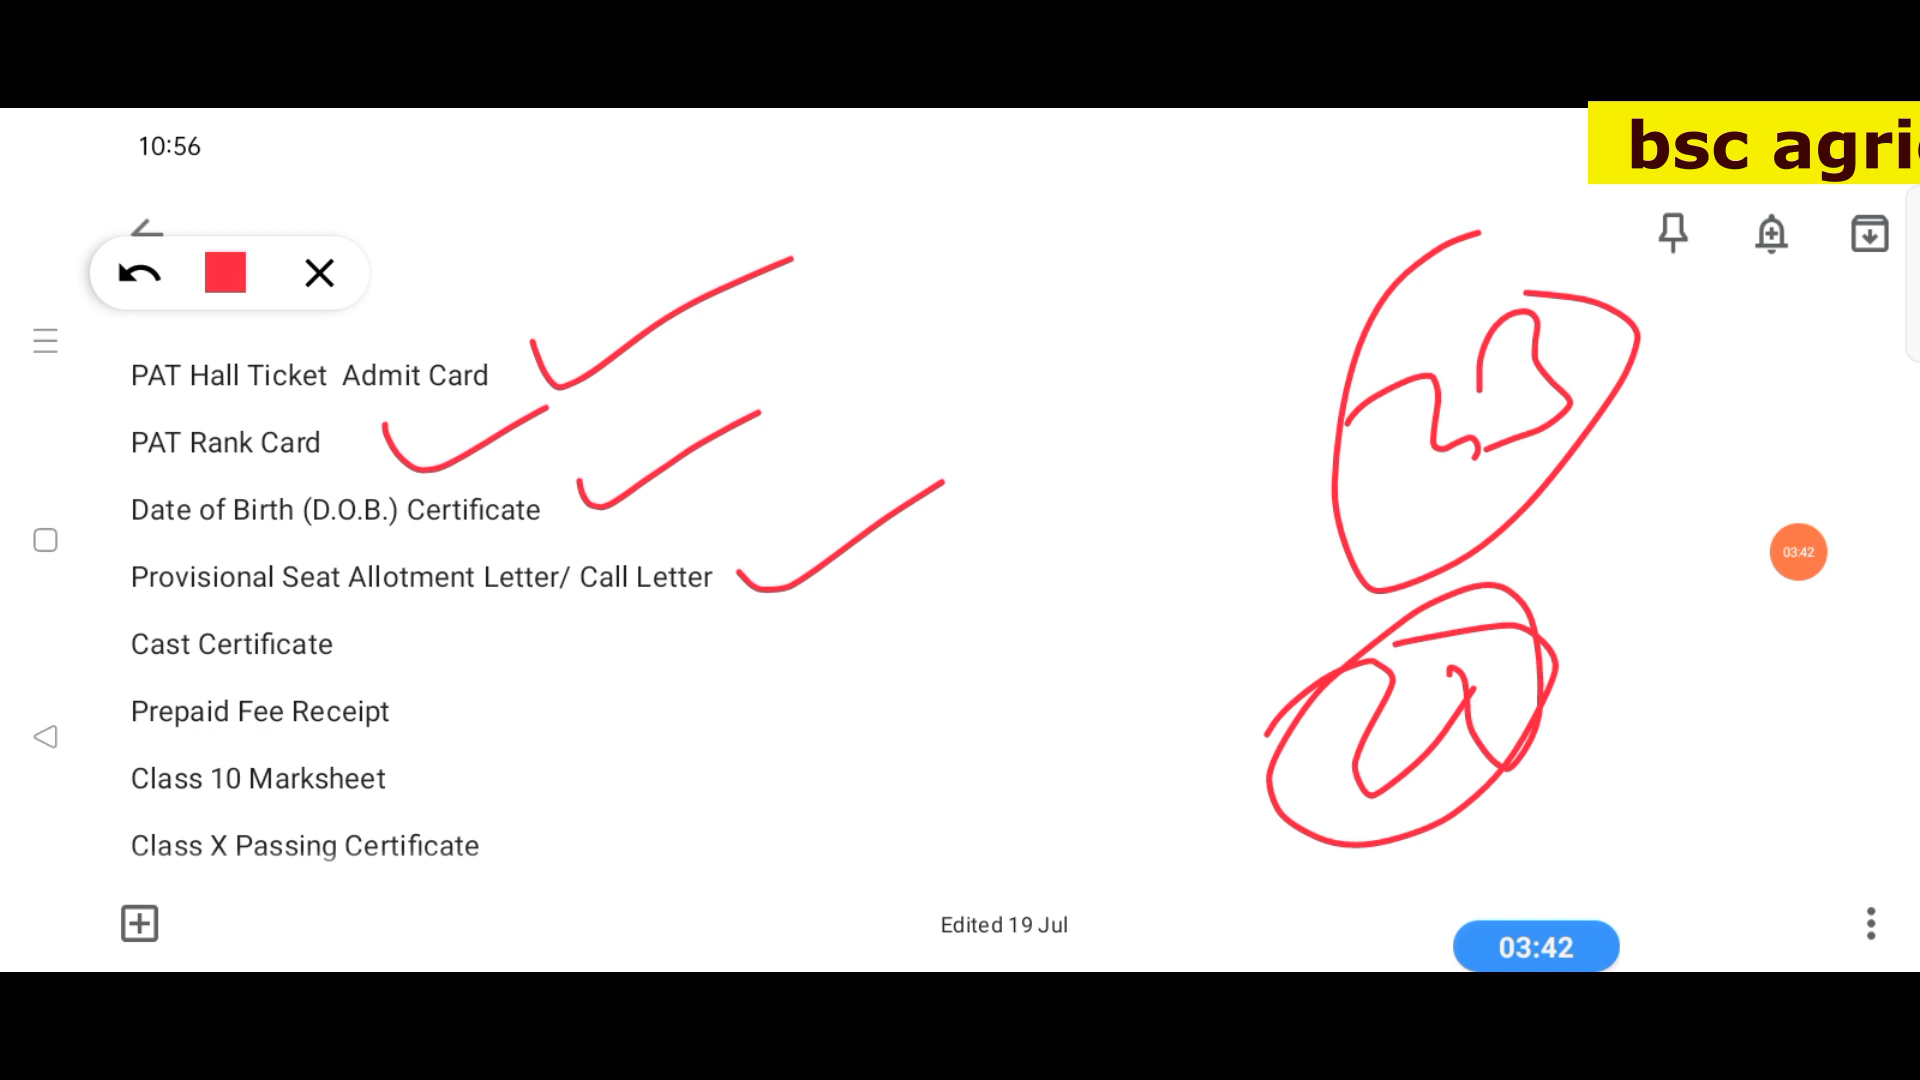 10:56
bsc agri
PAT Hall Ticket Admit Card
PAT Rank Card
Date of Birth (D.O.B.) Certificate
Provisional Seat Allotment Letter/ Call Letter
03:42
Cast Certificate
Prepaid Fee Receipt
Class 10 Marksheet
Class X Passing Certificate
Edited 19 Jul
03:42